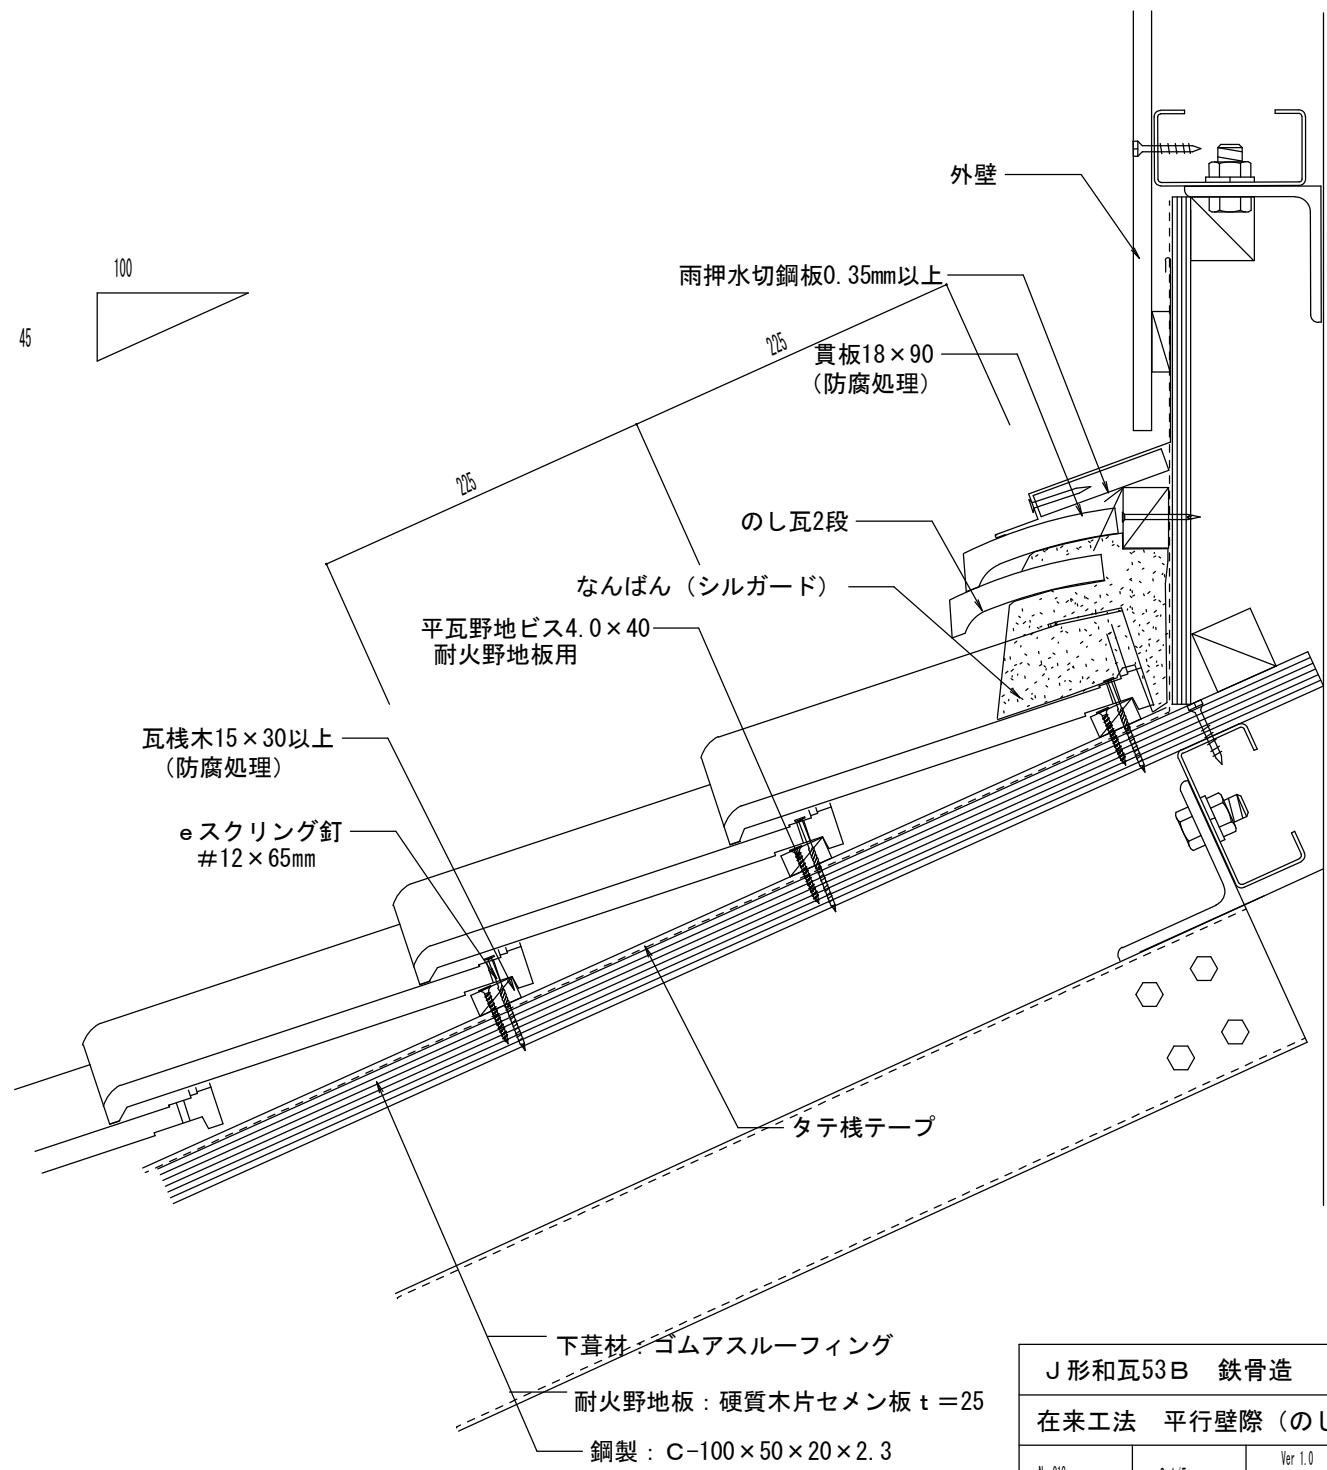 外壁
100
雨押水切鋼板0.35mm以上
45
225
貫板18×90
(防腐処理)
225
のし瓦2段
なんばん(シルガード)
平瓦野地ビス4.0×40
耐火野地板用
瓦桟木15×30以上
(防腐処理)
eスクリング釘
#12×65mm
タテ桟テープ
下葺材:ゴムアスルーフィング
J形和瓦53B 鉄骨造
耐火野地板:硬質木片セメン板t=25
在来工法 平行壁際(のし
鋼製:C-100×50×20×2.3
Ver 1.0